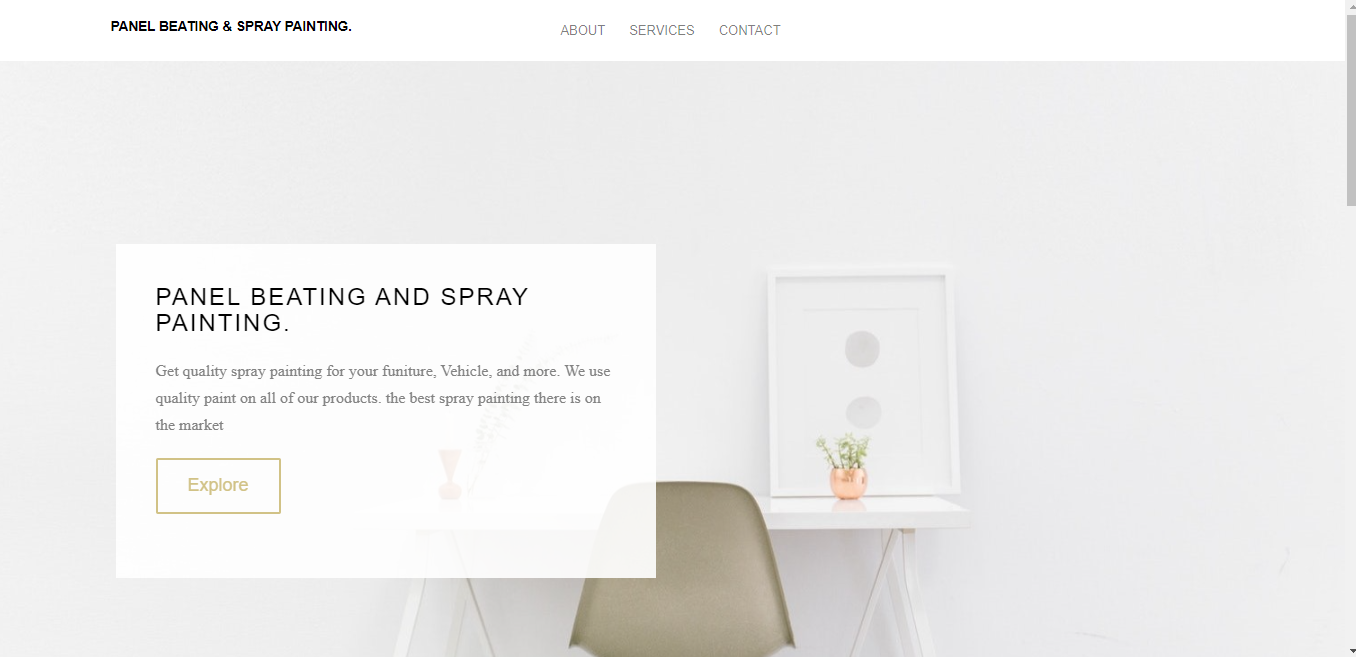 PANEL BEATING & SPRAY PAINTING.
ABOUT SERVICES CONTACT
PANEL BEATING AND SPRAY
PAINTING.
Get quality spray painting for your funiture, Vehicle, and more. We use
quality paint on all of our products. the best spray painting there is on
the market
Explore